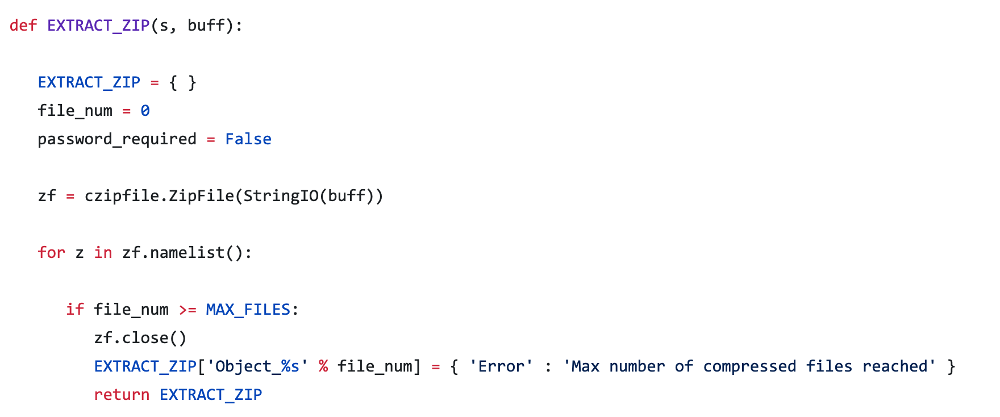 def EXTRACT_ZIP(s, buff):
   EXTRACT_ZIP = { }
   file_num = 0
   password_required = False
   zf = czipfile.ZipFile(StringIO(buff))
   for z in zf.namelist():
      if file_num >= MAX_FILES:
         zf.close()
         EXTRACT_ZIP['Object_%s' % file_num] = { 'Error' : 'Max number of compressed files reached' }
         return EXTRACT_ZIP